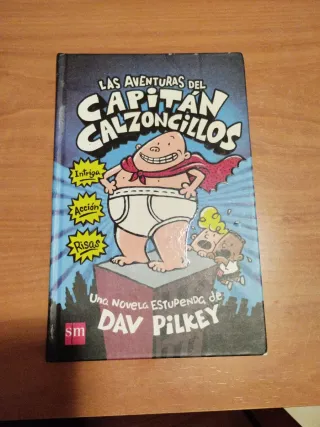 LAS AVENTURAS DEL
CAPITÁN
CALZONCILLOS
Intriga
Acción
Risas
Una NOVELA ESTUPENDA de
DAV PILKEY
sm